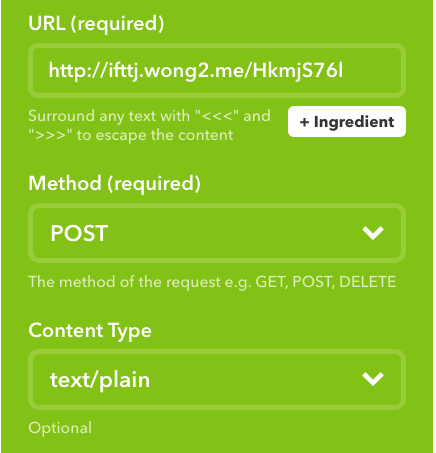 URL (required)
http://ifttj.wong2.me/HkmjS76l
Surround any text with "<<<" and
">>>" to escape the content
+ Ingredient
Method (required)
POST
The method of the request e.g. GET, POST, DELETE
Content Type
text/plain
Optional